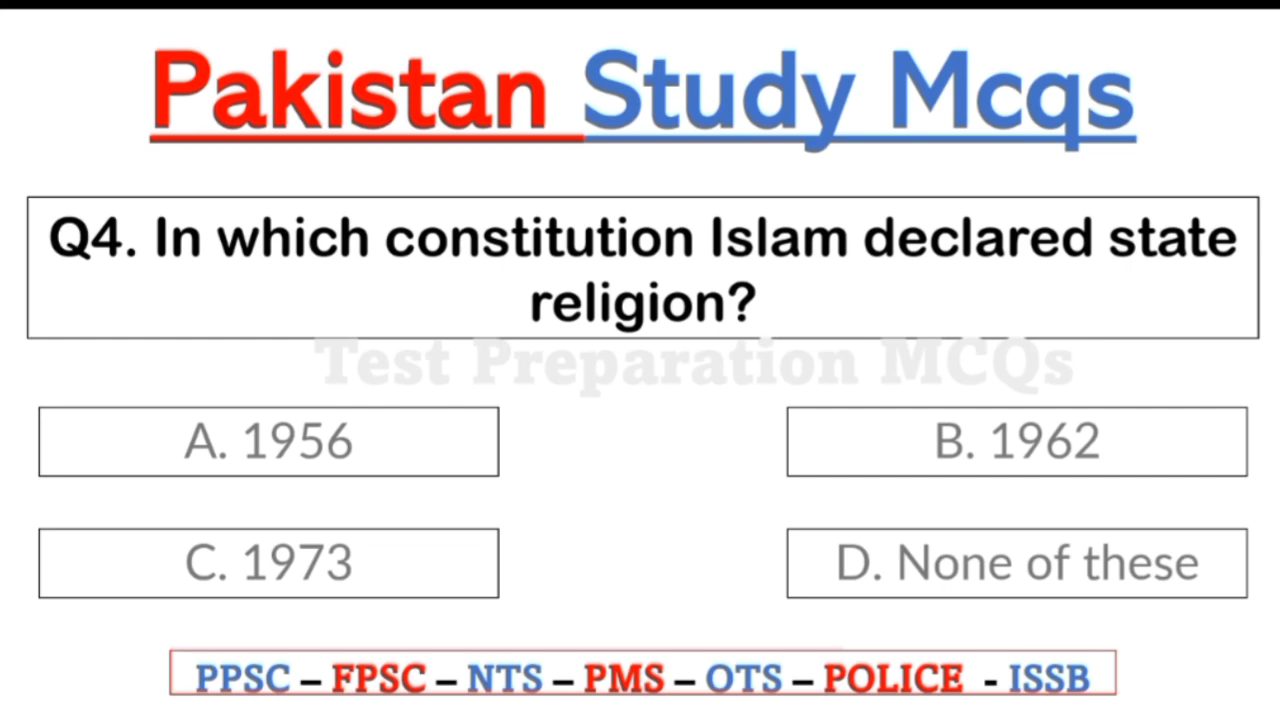 Pakistan Study Mcqs
Q4. In which constitution Islam declared state
religion?
Test Preparation MCQs
A. 1956
B. 1962
C. 1973
D. None of these
PPSC – FPSC – NTS – PMS – OTS – POLICE - ISSB